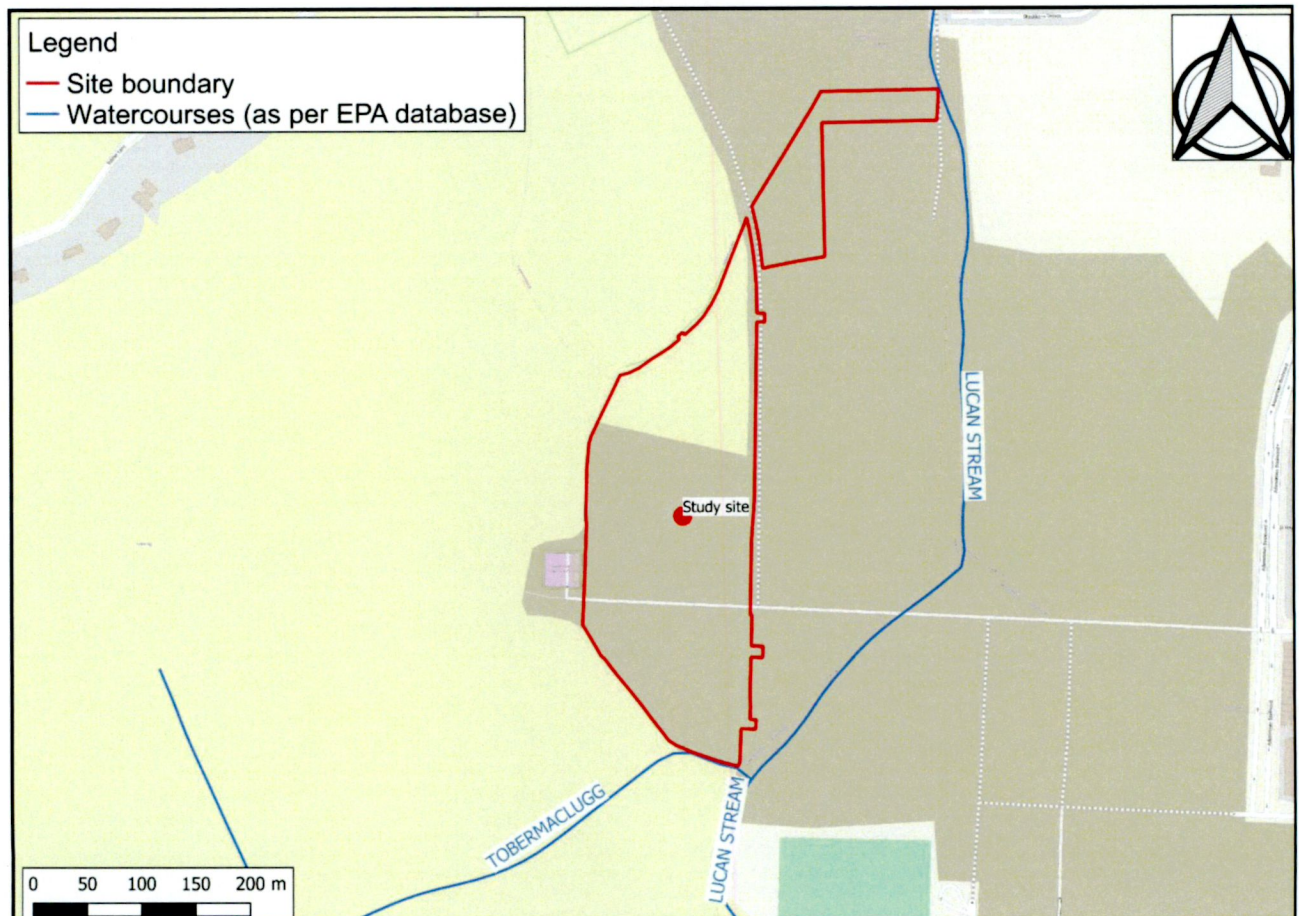 Legend
Site boundary
Watercourses (as per EPA database)
LUCAN STREAM
Study site
TOBERMACLUGG
LUCAN STREAM
0 50 100 150 200 m